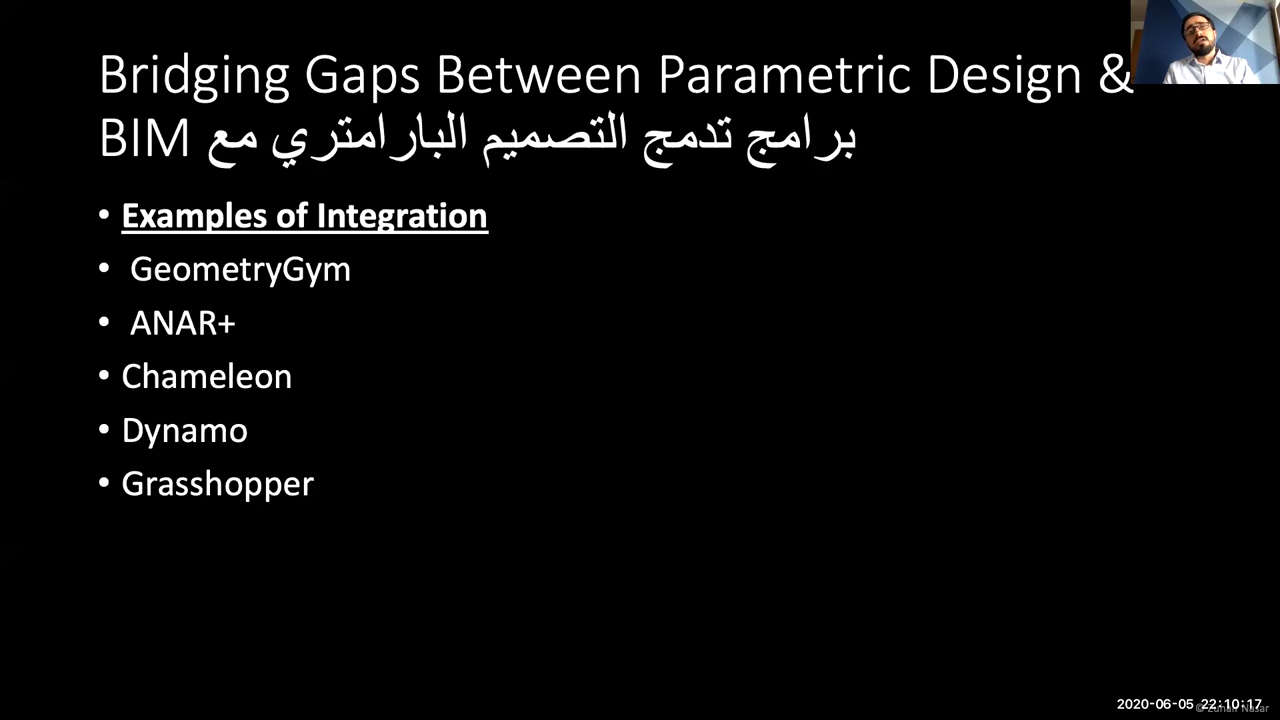 Bridging Gaps Between Parametric Design &
BIM برامج تدمج التصميم البارامتري مع
• Examples of Integration
• GeometryGym
• ANAR+
• Chameleon
• Dynamo
• Grasshopper
2020-06-05 22:10:17